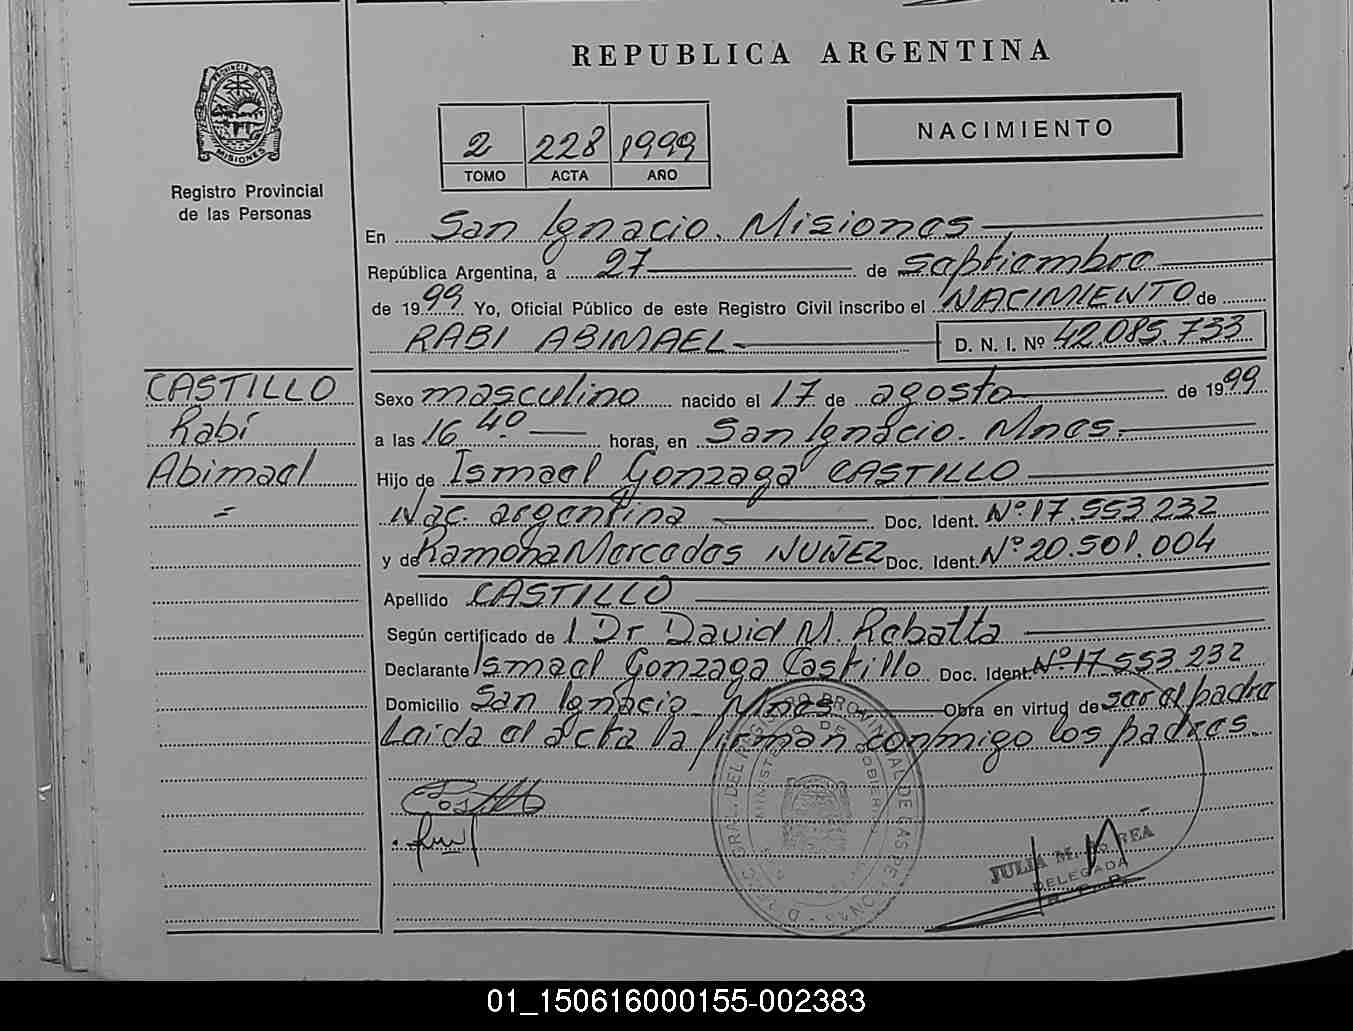 REPUBLICA ARGENTINA
PROVINCIA DE MISIONES
Registro Provincial
de las Personas
2 228 1999
TOMO ACTA AÑO
NACIMIENTO
En San Ignacio. Misiones
República Argentina, a 27 de septiembre
de 1999 Yo, Oficial Público de este Registro Civil inscribo el NACIMIENTO de
RABI ABIMAEL D. N. I. Nº 42.085.733
CASTILLO
Rabí
Abimael
Sexo masculino nacido el 17 de agosto de 1999
a las 16 40 horas, en San Ignacio. Mnes.
Hijo de Ismael Gonzaga CASTILLO
Nac. argentina Doc. Ident. Nº 17.553.232
y de Ramona Mercedes NUÑEZ Doc. Ident. Nº 20.501.004
Apellido CASTILLO
Según certificado de 1 Dr David M. Rabatta
Declarante Ismael Gonzaga Castillo Doc. Ident. Nº 17.553.232
Domicilio San Ignacio Mnes Obra en virtud de ser el padre
Leída el acta la firman conmigo los padres.
JULIA M.
DELEGADA
01_150616000155-002383